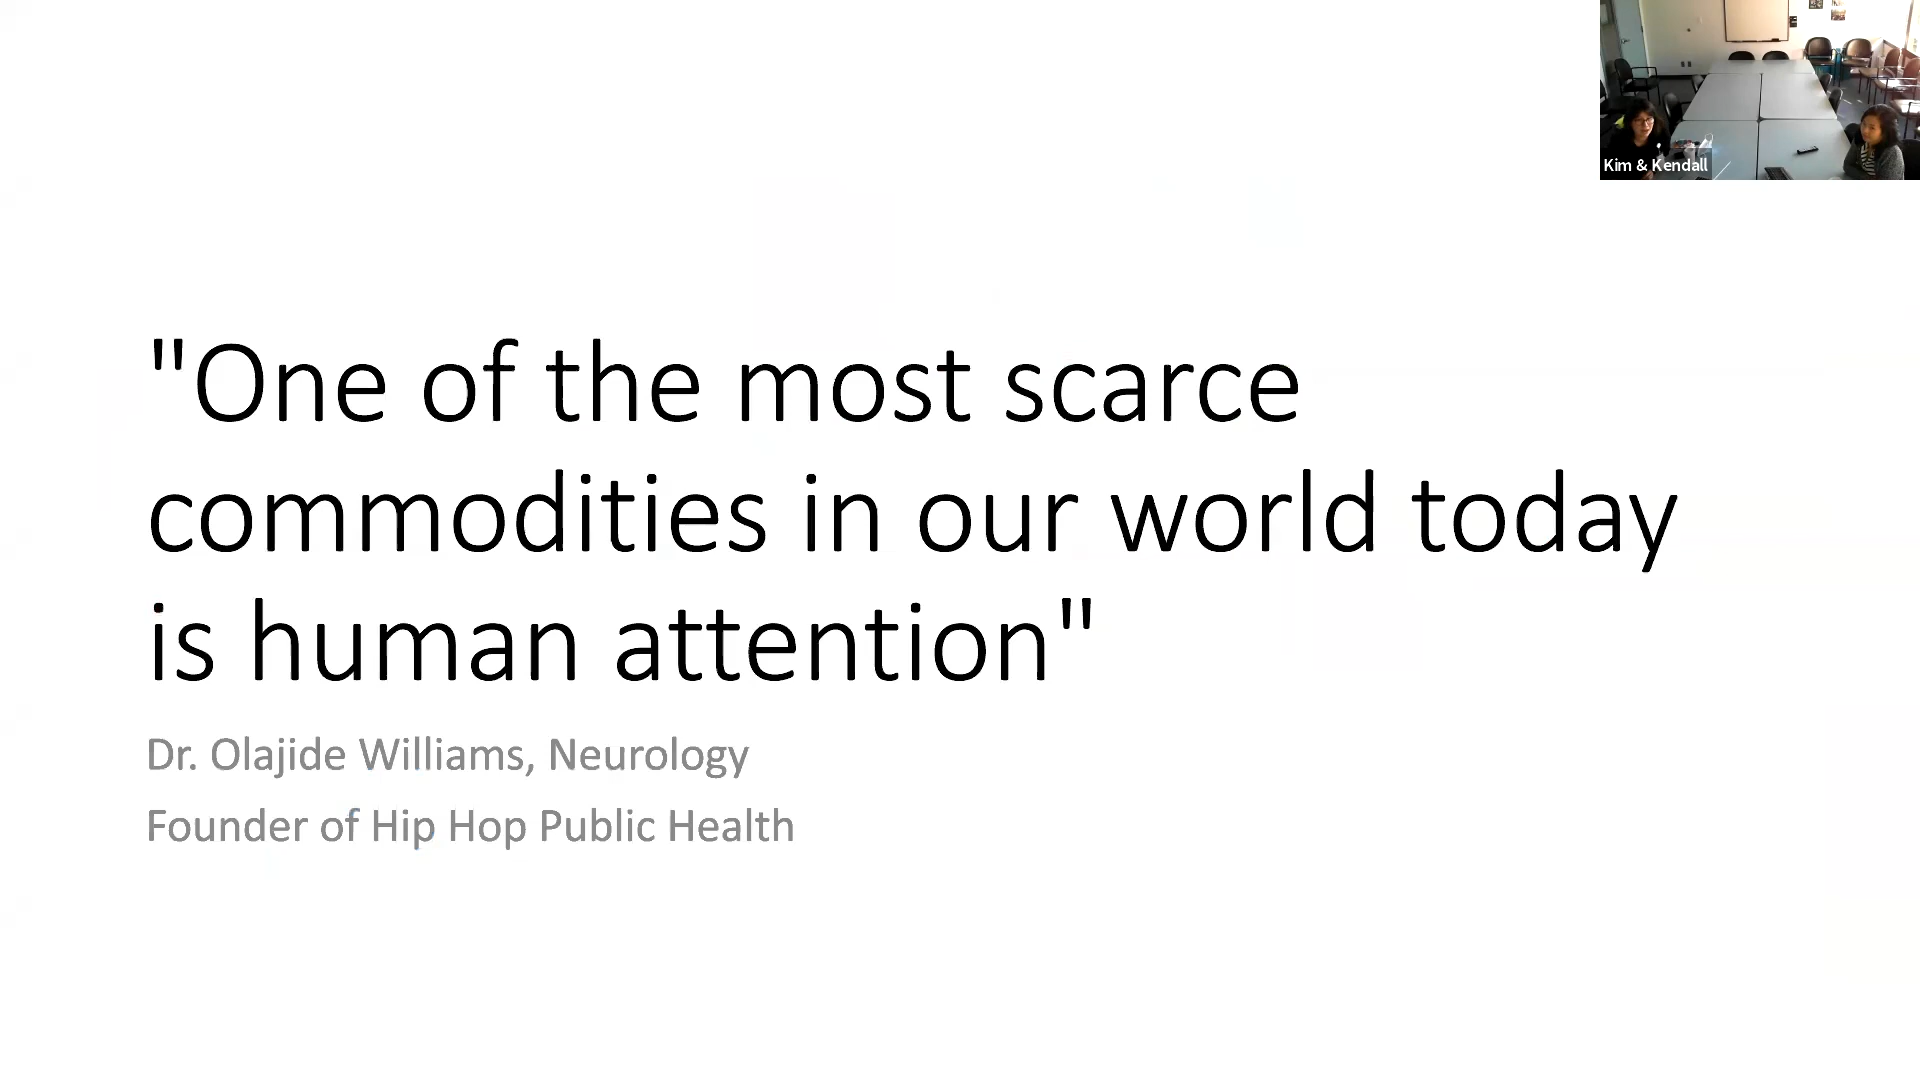 Kim & Kendall
"One of the most scarce
commodities in our world today
is human attention"
Dr. Olajide Williams, Neurology
Founder of Hip Hop Public Health